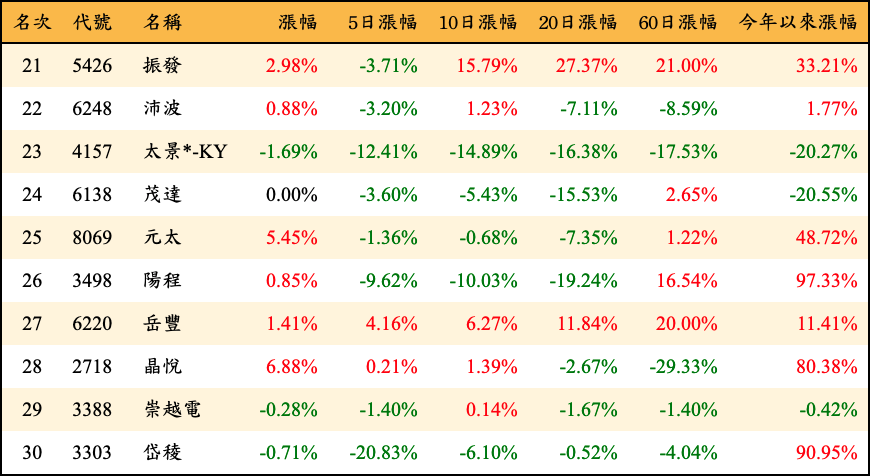 名次 代號 名稱 漲幅 5日漲幅 10日漲幅 20日漲幅 60日漲幅 今年以來漲幅
21 5426 振發 2.98% -3.71% 15.79% 27.37% 21.00% 33.21%
22 6248 沛波 0.88% -3.20% 1.23% -7.11% -8.59% 1.77%
23 4157 太景*-KY -1.69% -12.41% -14.89% -16.38% -17.53% -20.27%
24 6138 茂達 0.00% -3.60% -5.43% -15.53% 2.65% -20.55%
25 8069 元太 5.45% -1.36% -0.68% -7.35% 1.22% 48.72%
26 3498 陽程 0.85% -9.62% -10.03% -19.24% 16.54% 97.33%
27 6220 岳豐 1.41% 4.16% 6.27% 11.84% 20.00% 11.41%
28 2718 晶悅 6.88% 0.21% 1.39% -2.67% -29.33% 80.38%
29 3388 崇越電 -0.28% -1.40% 0.14% -1.67% -1.40% -0.42%
30 3303 岱稜 -0.71% -20.83% -6.10% -0.52% -4.04% 90.95%